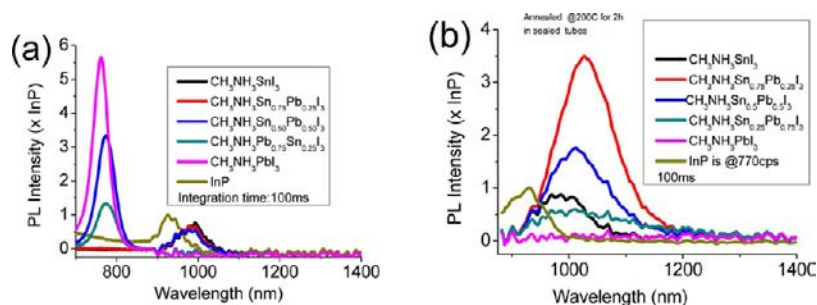 (a)
PL Intensity (x InP)
6
5
4
3
2
1
0
CH₃NH₃SnI₃
CH₃NH₃Sn₀.₇₅Pb₀.₂₅I₃
CH₃NH₃Sn₀.₅₀Pb₀.₅₀I₃
CH₃NH₃Pb₀.₇₅Sn₀.₂₅I₃
CH₃NH₃PbI₃
InP
Integration time:100ms
800 1000 1200 1400
Wavelength (nm)
(b)
Annealed @200C for 2h
in sealed tubes
PL Intensity (x InP)
4
3
2
1
0
CH₃NH₃SnI₃
CH₃NH₃Sn₀.₇₅Pb₀.₂₅I₃
CH₃NH₃Sn₀.₅Pb₀.₅I₃
CH₃NH₃Sn₀.₂₅Pb₀.₇₅I₃
CH₃NH₃PbI₃
InP is @770cps
100ms
1000 1200 1400
Wavelength (nm)